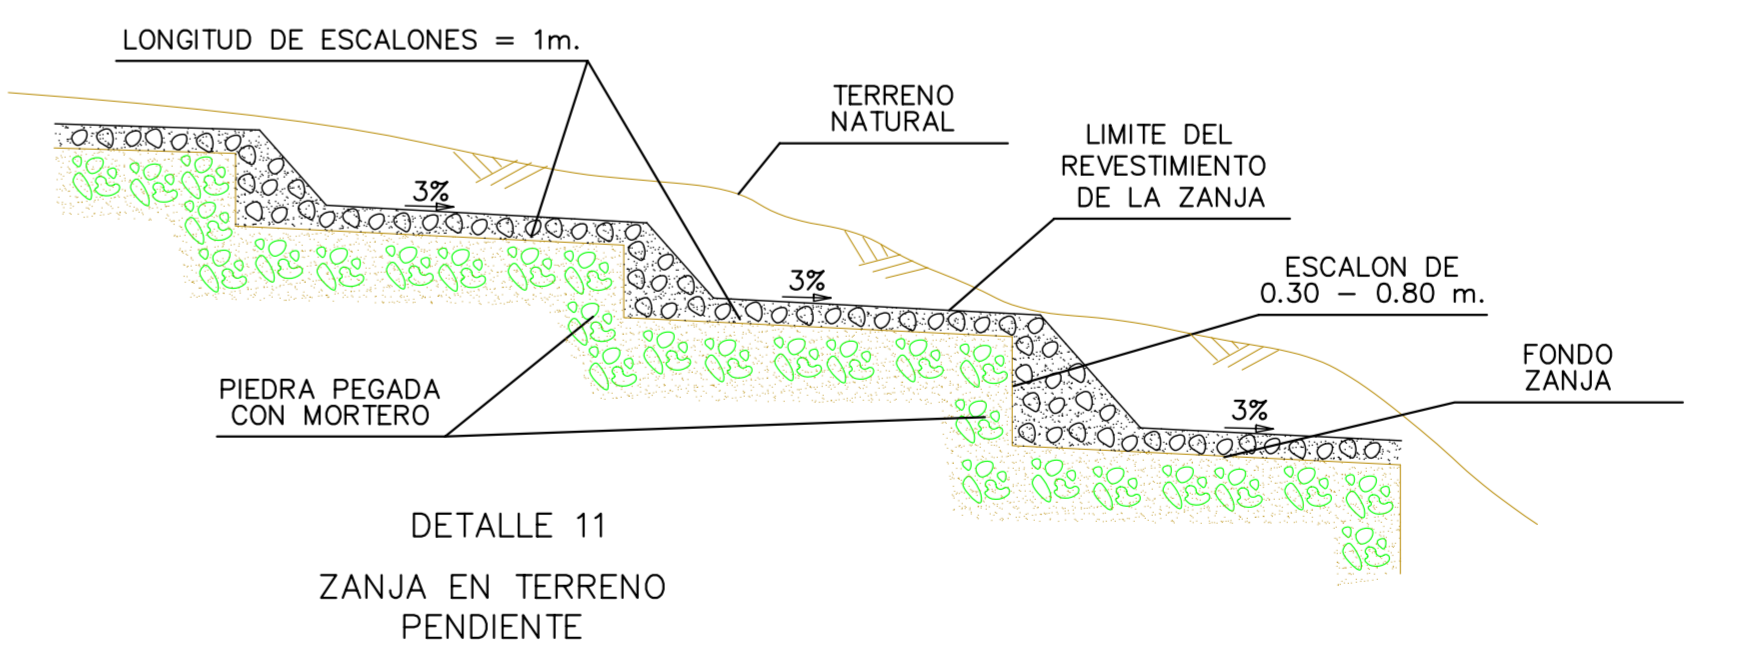 LONGITUD DE ESCALONES = 1m.
TERRENO
NATURAL
LIMITE DEL
REVESTIMIENTO
DE LA ZANJA
3%
ESCALON DE
0.30 – 0.80 m.
3%
FONDO
ZANJA
PIEDRA PEGADA
CON MORTERO
3%
DETALLE 11
ZANJA EN TERRENO
PENDIENTE